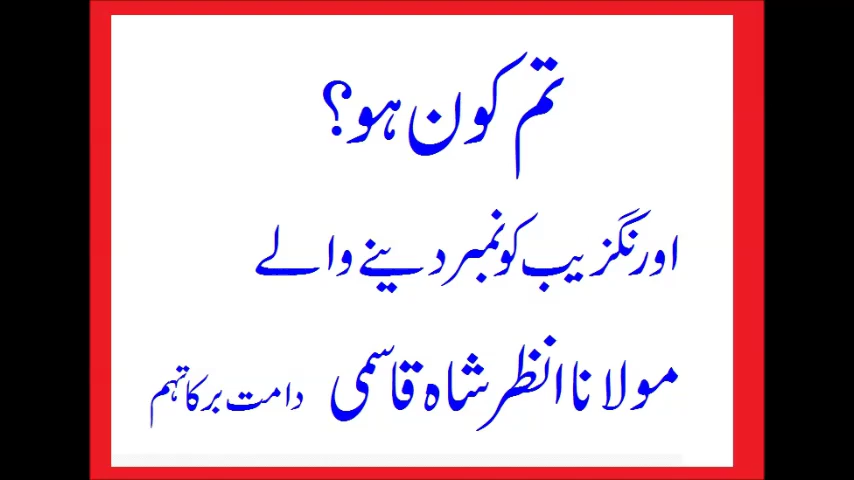 تم کون ہو؟
اورنگزیب کو نمبر دینے والے
مولانا انظر شاہ قاسمی دامت برکاتہم